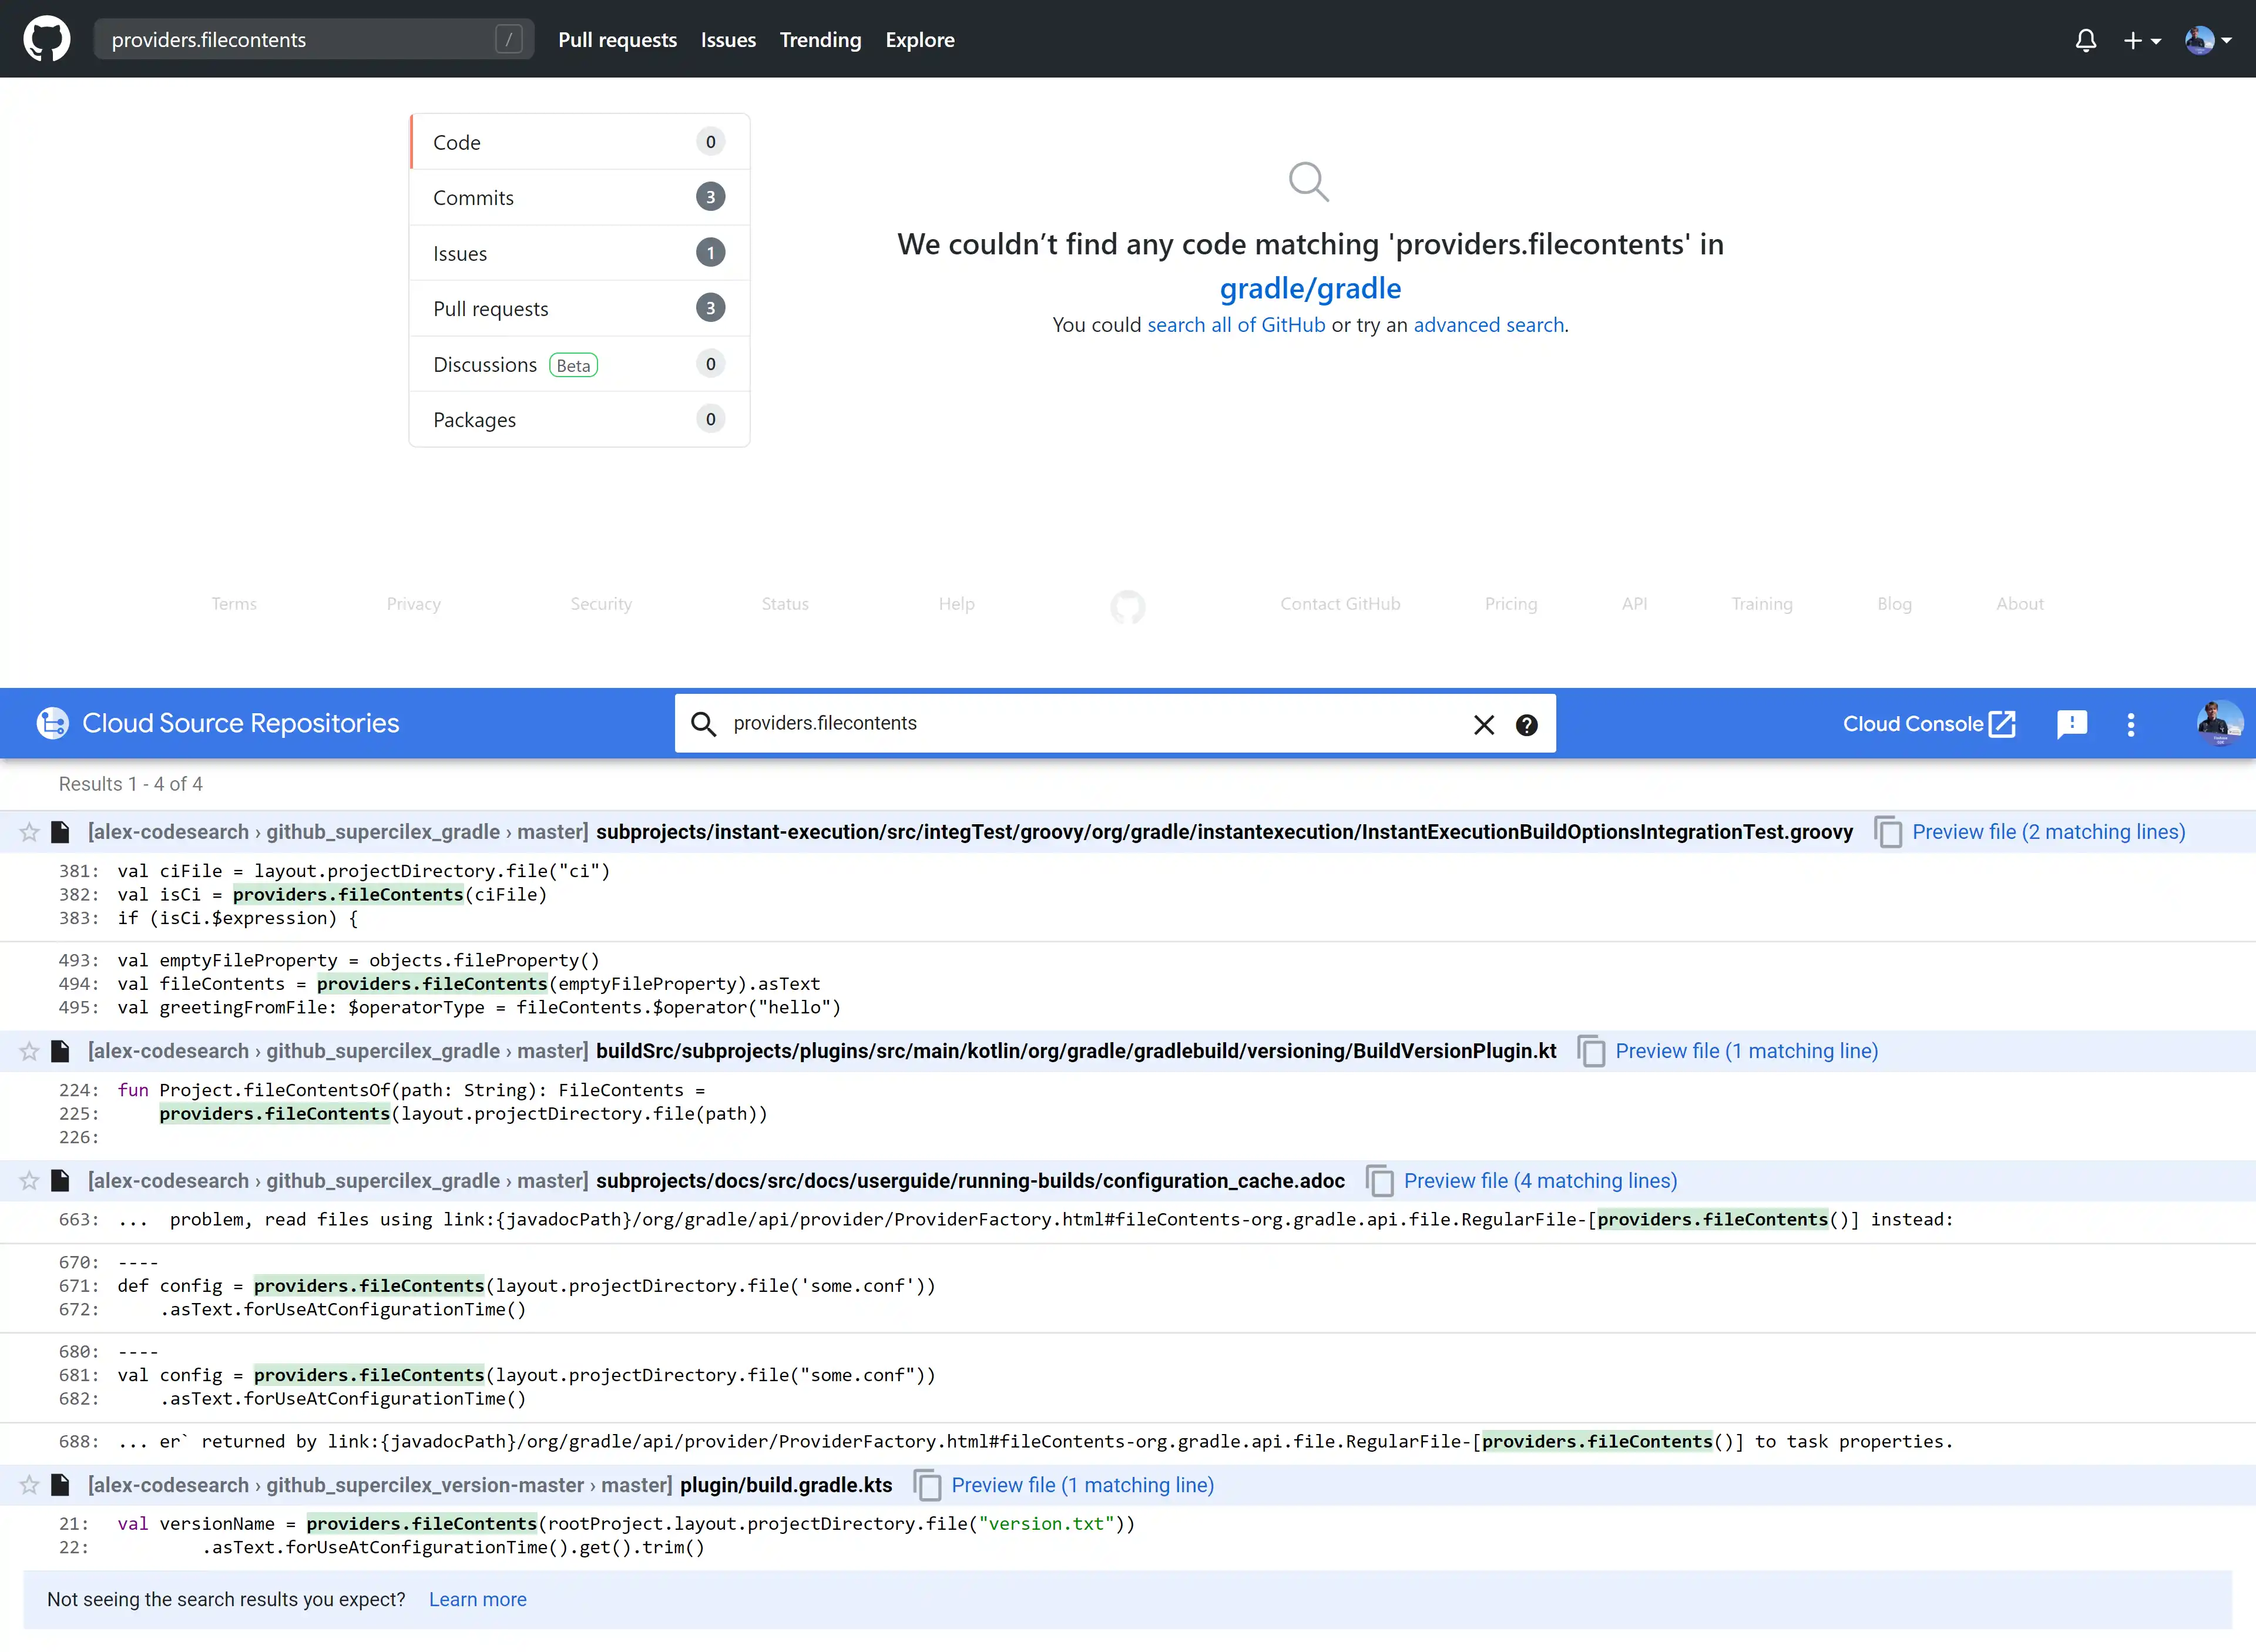 providers.filecontents /
Pull requests Issues Trending Explore
Code 0
Commits 3
Issues 1
Pull requests 3
Discussions Beta 0
Packages 0
We couldn’t find any code matching 'providers.filecontents' in
gradle/gradle
You could search all of GitHub or try an advanced search.
Terms Privacy Security Status Help Contact GitHub Pricing API Training Blog About
Cloud Source Repositories
providers.filecontents
Cloud Console
Results 1 - 4 of 4
[alex-codesearch › github_supercilex_gradle › master] subprojects/instant-execution/src/integTest/groovy/org/gradle/instantexecution/InstantExecutionBuildOptionsIntegrationTest.groovy Preview file (2 matching lines)
381: val ciFile = layout.projectDirectory.file("ci")
382: val isCi = providers.fileContents(ciFile)
383: if (isCi.$expression) {
493: val emptyFileProperty = objects.fileProperty()
494: val fileContents = providers.fileContents(emptyFileProperty).asText
495: val greetingFromFile: $operatorType = fileContents.$operator("hello")
[alex-codesearch › github_supercilex_gradle › master] buildSrc/subprojects/plugins/src/main/kotlin/org/gradle/gradlebuild/versioning/BuildVersionPlugin.kt Preview file (1 matching line)
224: fun Project.fileContentsOf(path: String): FileContents =
225: providers.fileContents(layout.projectDirectory.file(path))
226:
[alex-codesearch › github_supercilex_gradle › master] subprojects/docs/src/docs/userguide/running-builds/configuration_cache.adoc Preview file (4 matching lines)
663: ... problem, read files using link:{javadocPath}/org/gradle/api/provider/ProviderFactory.html#fileContents-org.gradle.api.file.RegularFile-[providers.fileContents()] instead:
670: ----
671: def config = providers.fileContents(layout.projectDirectory.file('some.conf'))
672: .asText.forUseAtConfigurationTime()
680: ----
681: val config = providers.fileContents(layout.projectDirectory.file("some.conf"))
682: .asText.forUseAtConfigurationTime()
688: ... er` returned by link:{javadocPath}/org/gradle/api/provider/ProviderFactory.html#fileContents-org.gradle.api.file.RegularFile-[providers.fileContents()] to task properties.
[alex-codesearch › github_supercilex_version-master › master] plugin/build.gradle.kts Preview file (1 matching line)
21: val versionName = providers.fileContents(rootProject.layout.projectDirectory.file("version.txt"))
22: .asText.forUseAtConfigurationTime().get().trim()
Not seeing the search results you expect? Learn more